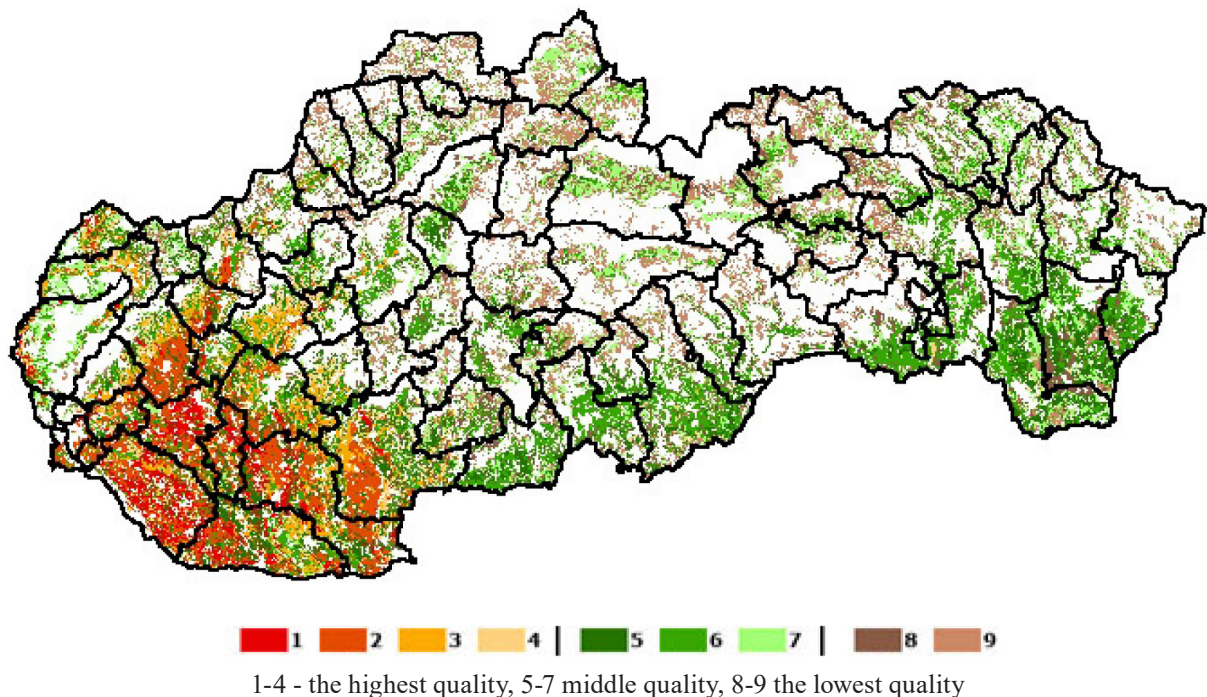 1 2 3 4 | 5 6 7 | 8 9
1-4 - the highest quality, 5-7 middle quality, 8-9 the lowest quality